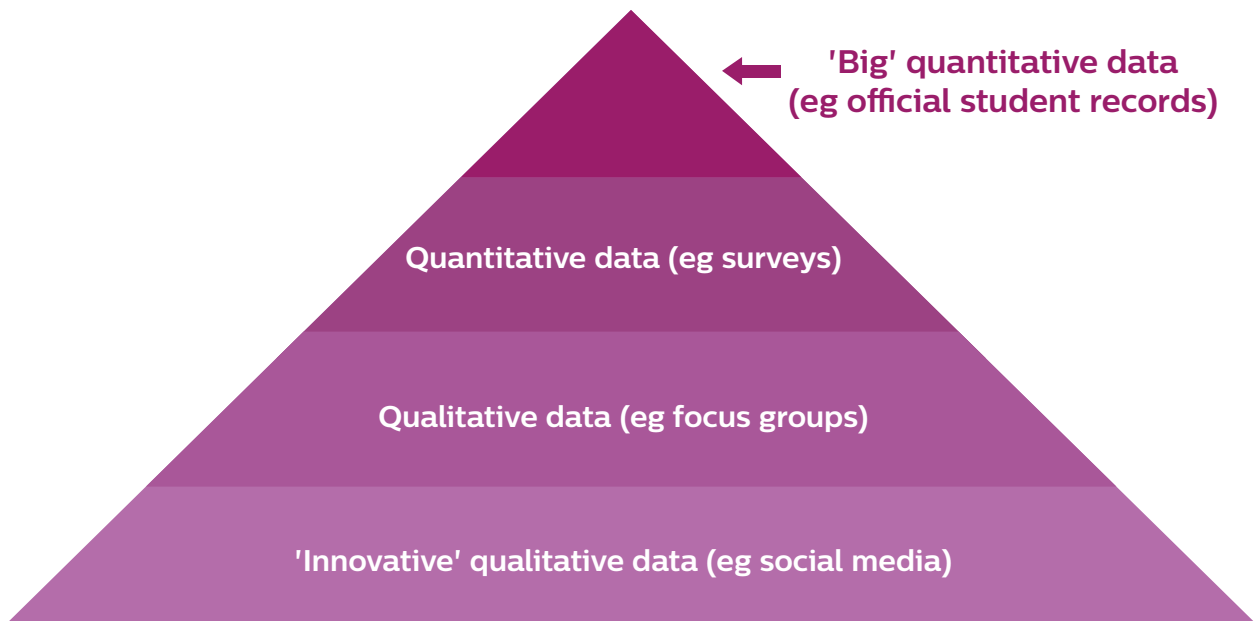 'Big' quantitative data
(eg official student records)
Quantitative data (eg surveys)
Qualitative data (eg focus groups)
'Innovative' qualitative data (eg social media)